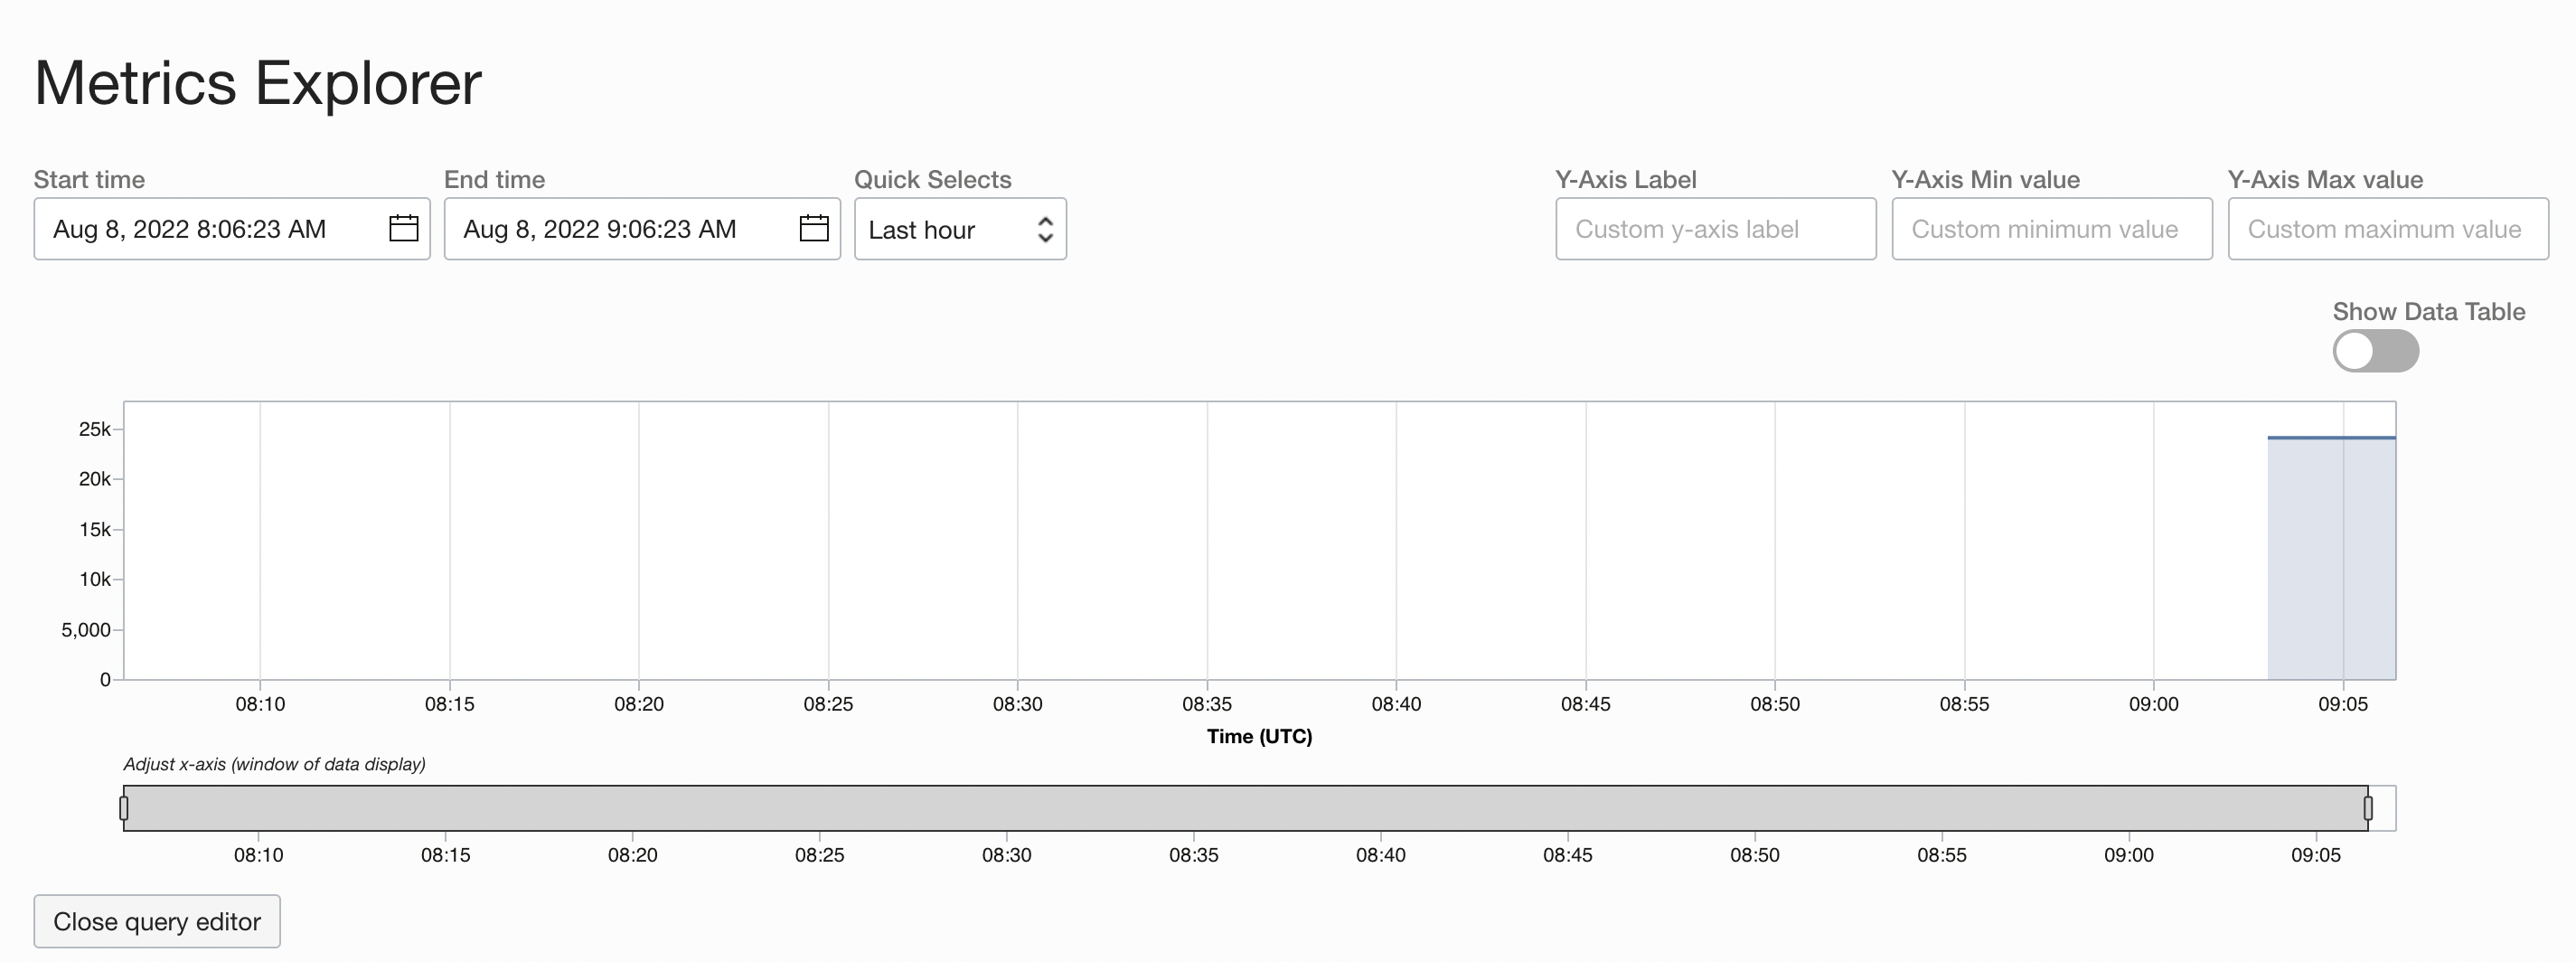 Metrics Explorer
Start time
End time
Quick Selects
Y-Axis Label
Y-Axis Min value
Y-Axis Max value
Aug 8, 2022 8:06:23 AM
Aug 8, 2022 9:06:23 AM
Last hour
Custom y-axis label
Custom minimum value
Custom maximum value
Show Data Table
25k
20k
15k
10k
5,000
0
08:10 08:15 08:20 08:25 08:30 08:35 08:40 08:45 08:50 08:55 09:00 09:05
Time (UTC)
Adjust x-axis (window of data display)
08:10 08:15 08:20 08:25 08:30 08:35 08:40 08:45 08:50 08:55 09:00 09:05
Close query editor